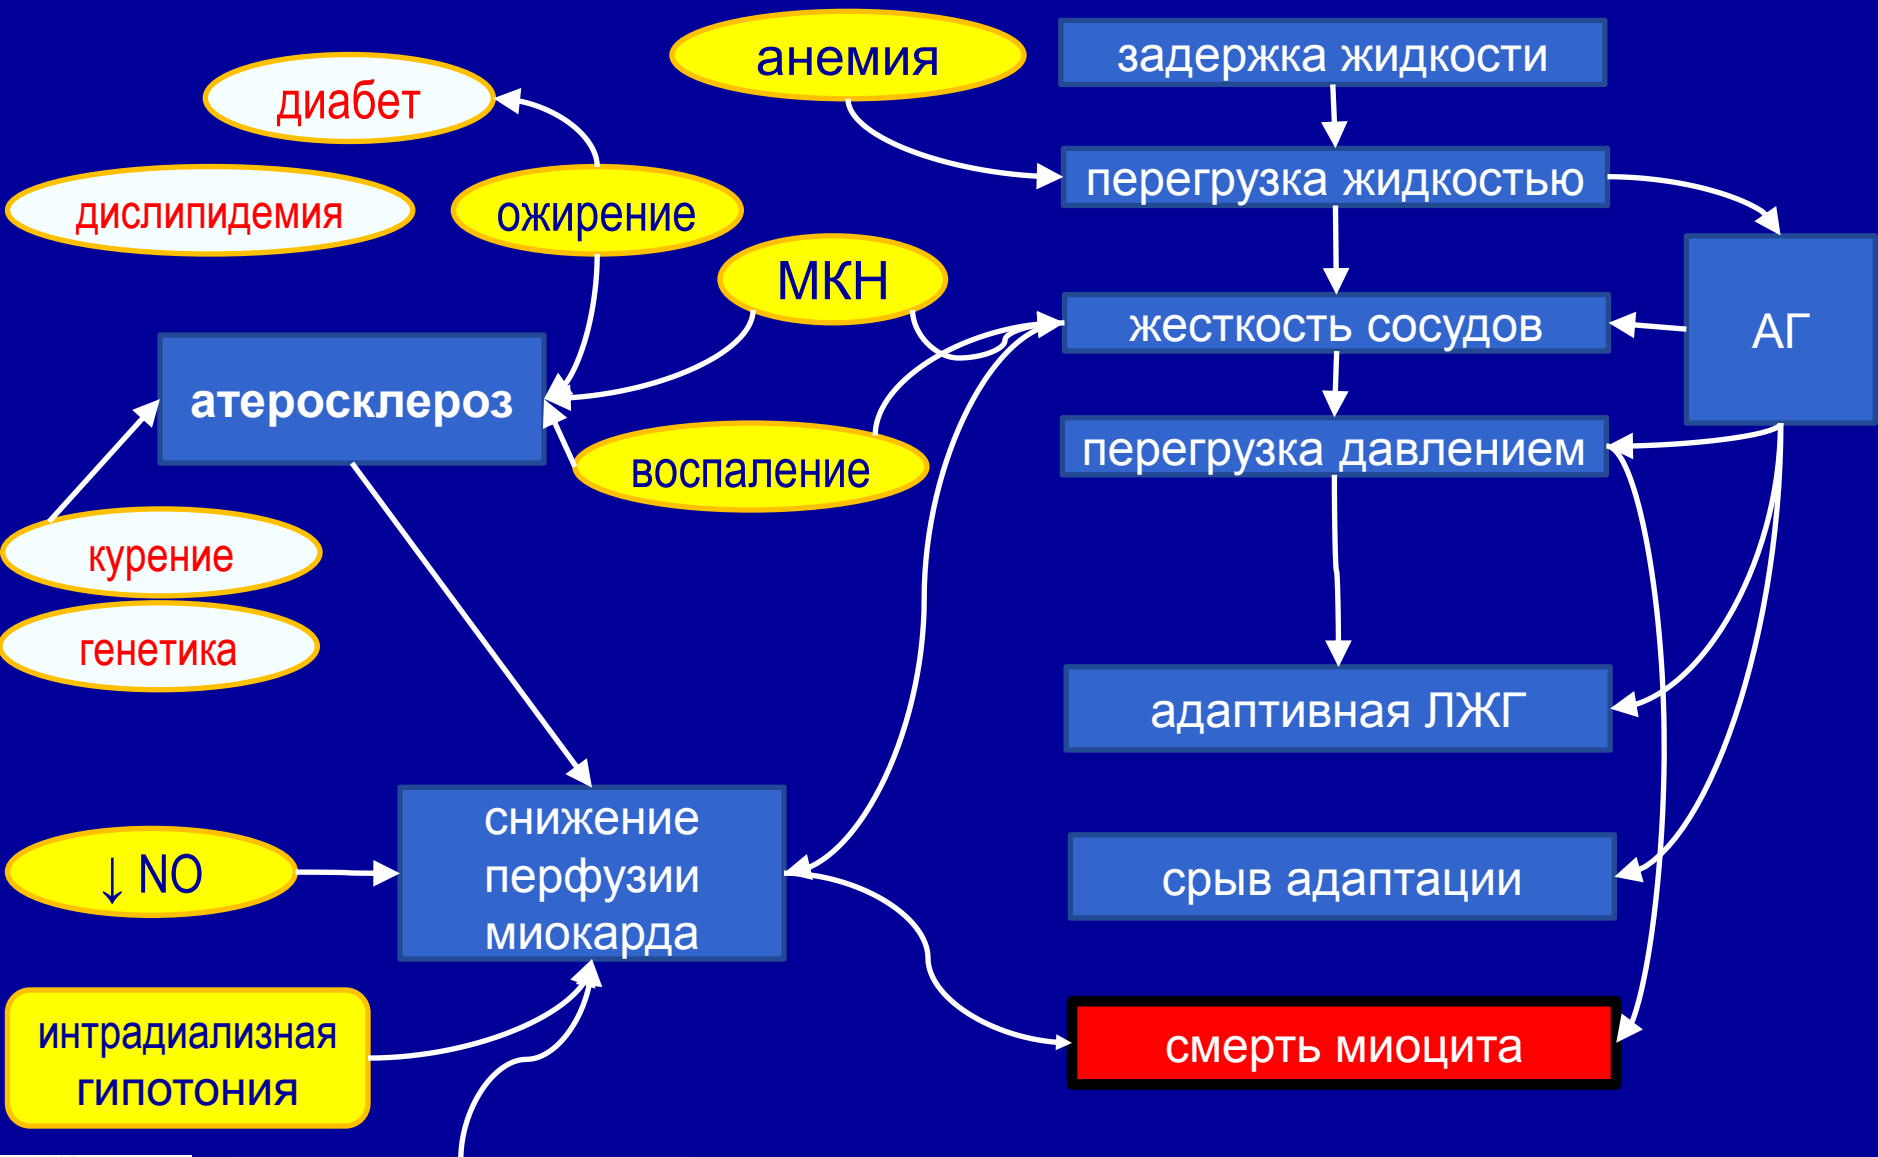 анемия
задержка жидкости
диабет
перегрузка жидкостью
дислипидемия
ожирение
МКН
жесткость сосудов
АГ
атеросклероз
перегрузка давлением
воспаление
курение
генетика
адаптивная ЛЖГ
снижение
перфузии
миокарда
↓ NO
срыв адаптации
интрадиализная
гипотония
смерть миоцита